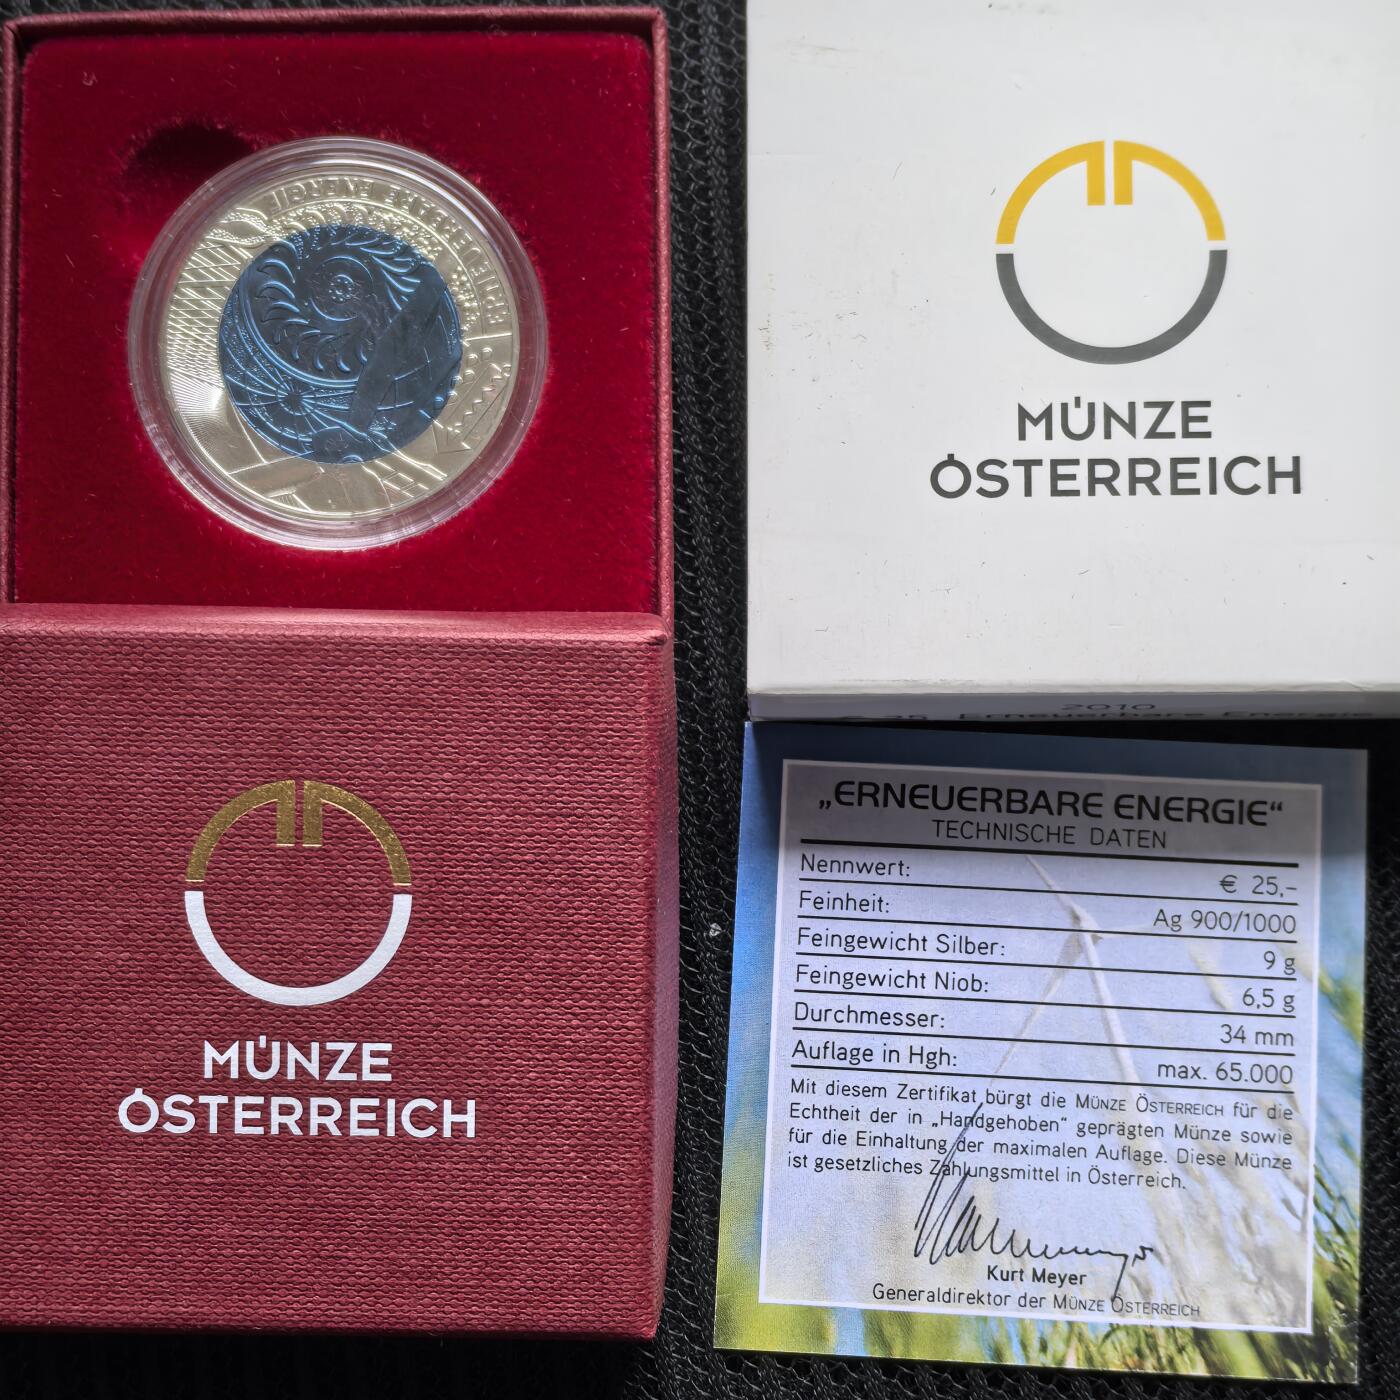 ERNEUERBARE ENERGIE
MÜNZE
ÖSTERREICH
MÜNZE
ÖSTERREICH
2010
€ 25 Erneuerbare Energie
„ERNEUERBARE ENERGIE“
TECHNISCHE DATEN
Nennwert: € 25,–
Feinheit: Ag 900/1000
Feingewicht Silber: 9 g
Feingewicht Niob: 6,5 g
Durchmesser: 34 mm
Auflage in Hgh: max. 65.000
Mit diesem Zertifikat bürgt die MÜNZE ÖSTERREICH für die
Echtheit der in „Handgehoben“ geprägten Münze sowie
für die Einhaltung der maximalen Auflage. Diese Münze
ist gesetzliches Zahlungsmittel in Österreich.
Kurt Meyer
Generaldirektor der MÜNZE ÖSTERREICH